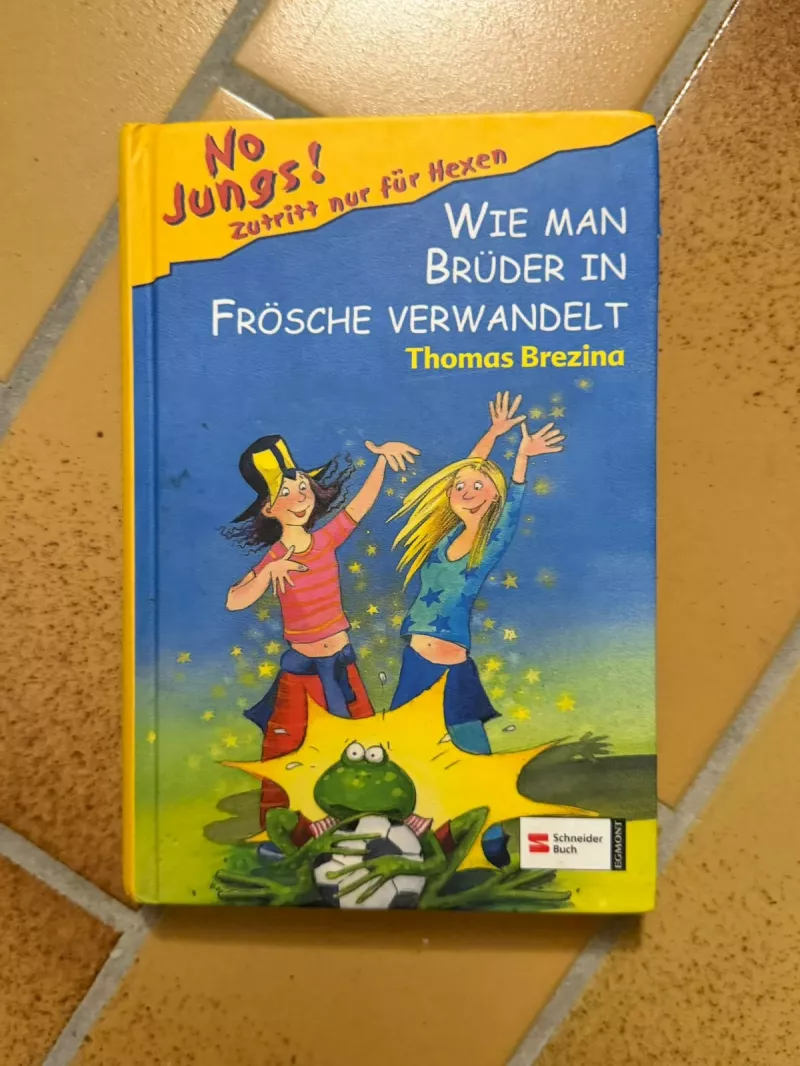 No
Jungs!
Zutritt nur für Hexen
WIE MAN
BRÜDER IN
FRÖSCHE VERWANDELT
Thomas Brezina
Schneider
Buch
EGMONT